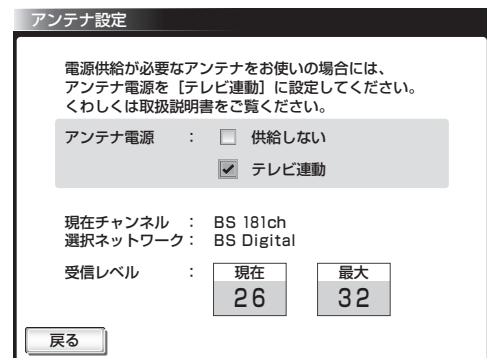 アンテナ設定
電源供給が必要なアンテナをお使いの場合には、
アンテナ電源を［テレビ連動］に設定してください。
くわしくは取扱説明書をご覧ください。
アンテナ電源 ： 供給しない
テレビ連動
現在チャンネル ： BS 181ch
選択ネットワーク： BS Digital
受信レベル ： 現在 最大
26 32
戻る